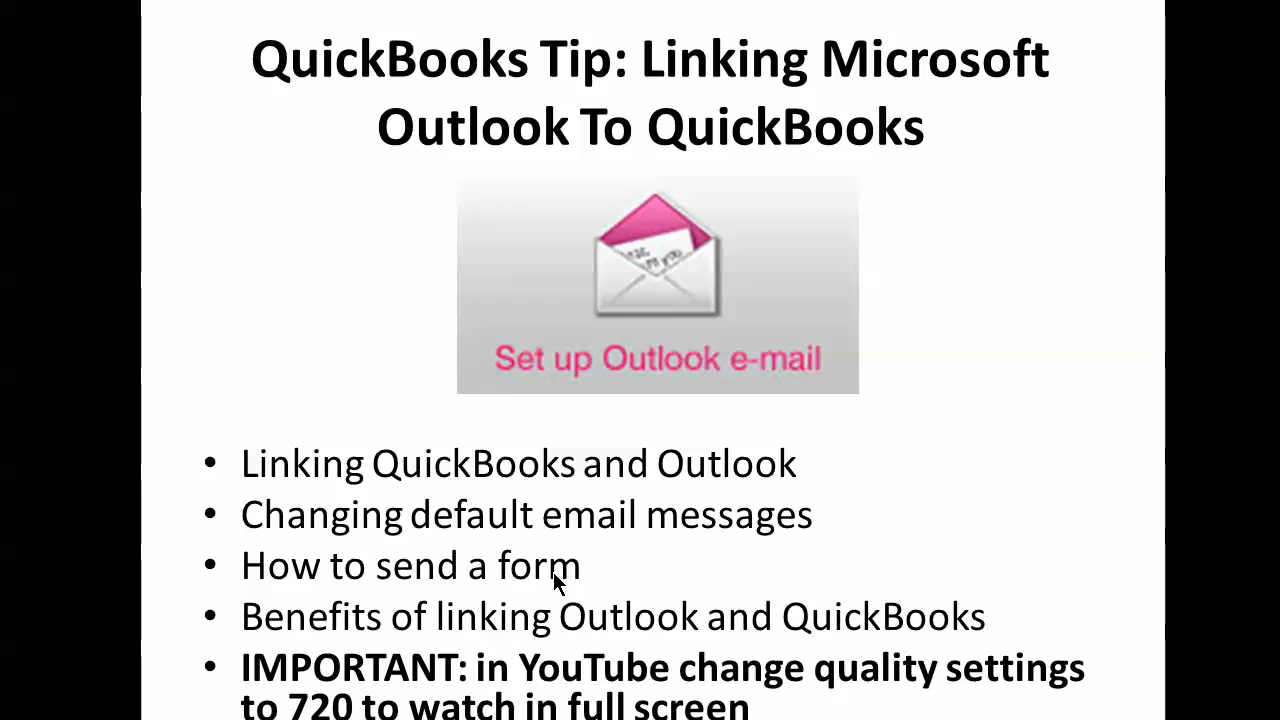 QuickBooks Tip: Linking Microsoft
Outlook To QuickBooks
Set up Outlook e-mail
• Linking QuickBooks and Outlook
• Changing default email messages
• How to send a form
• Benefits of linking Outlook and QuickBooks
• IMPORTANT: in YouTube change quality settings
to 720 to watch in full screen